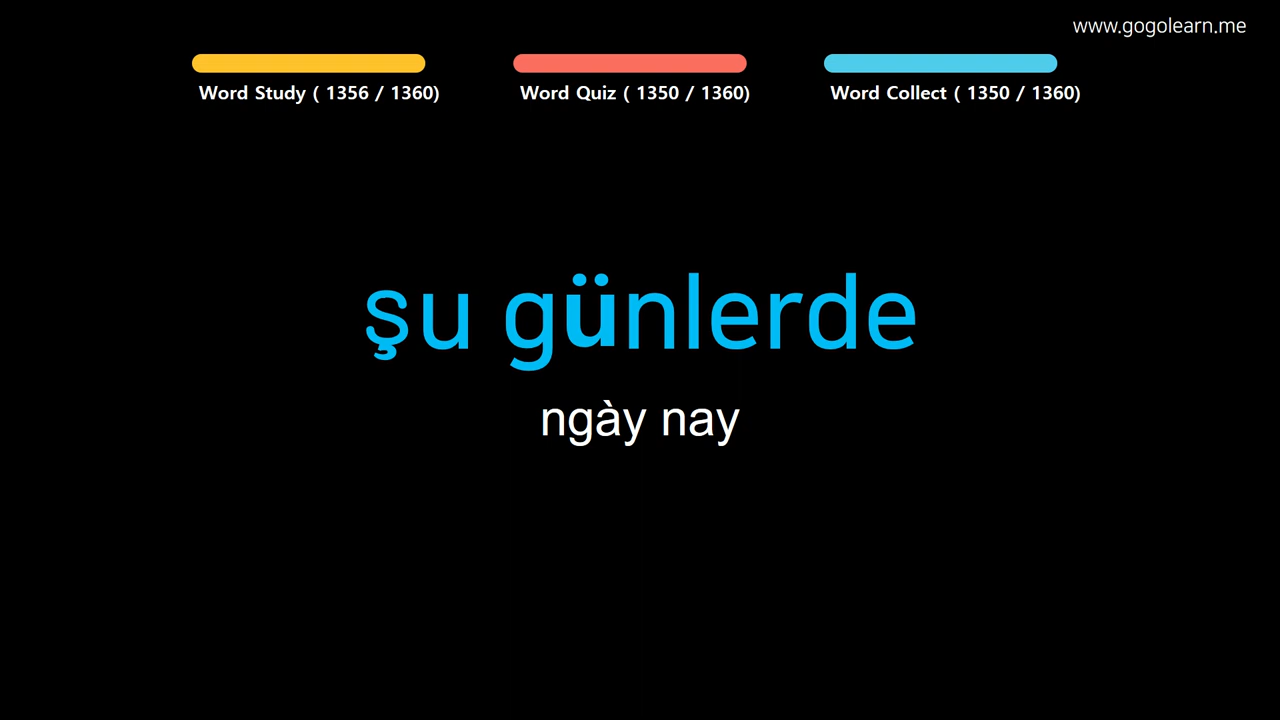 www.gogolearn.me
Word Study ( 1356 / 1360)
Word Quiz ( 1350 / 1360)
Word Collect ( 1350 / 1360)
şu günlerde
ngày nay